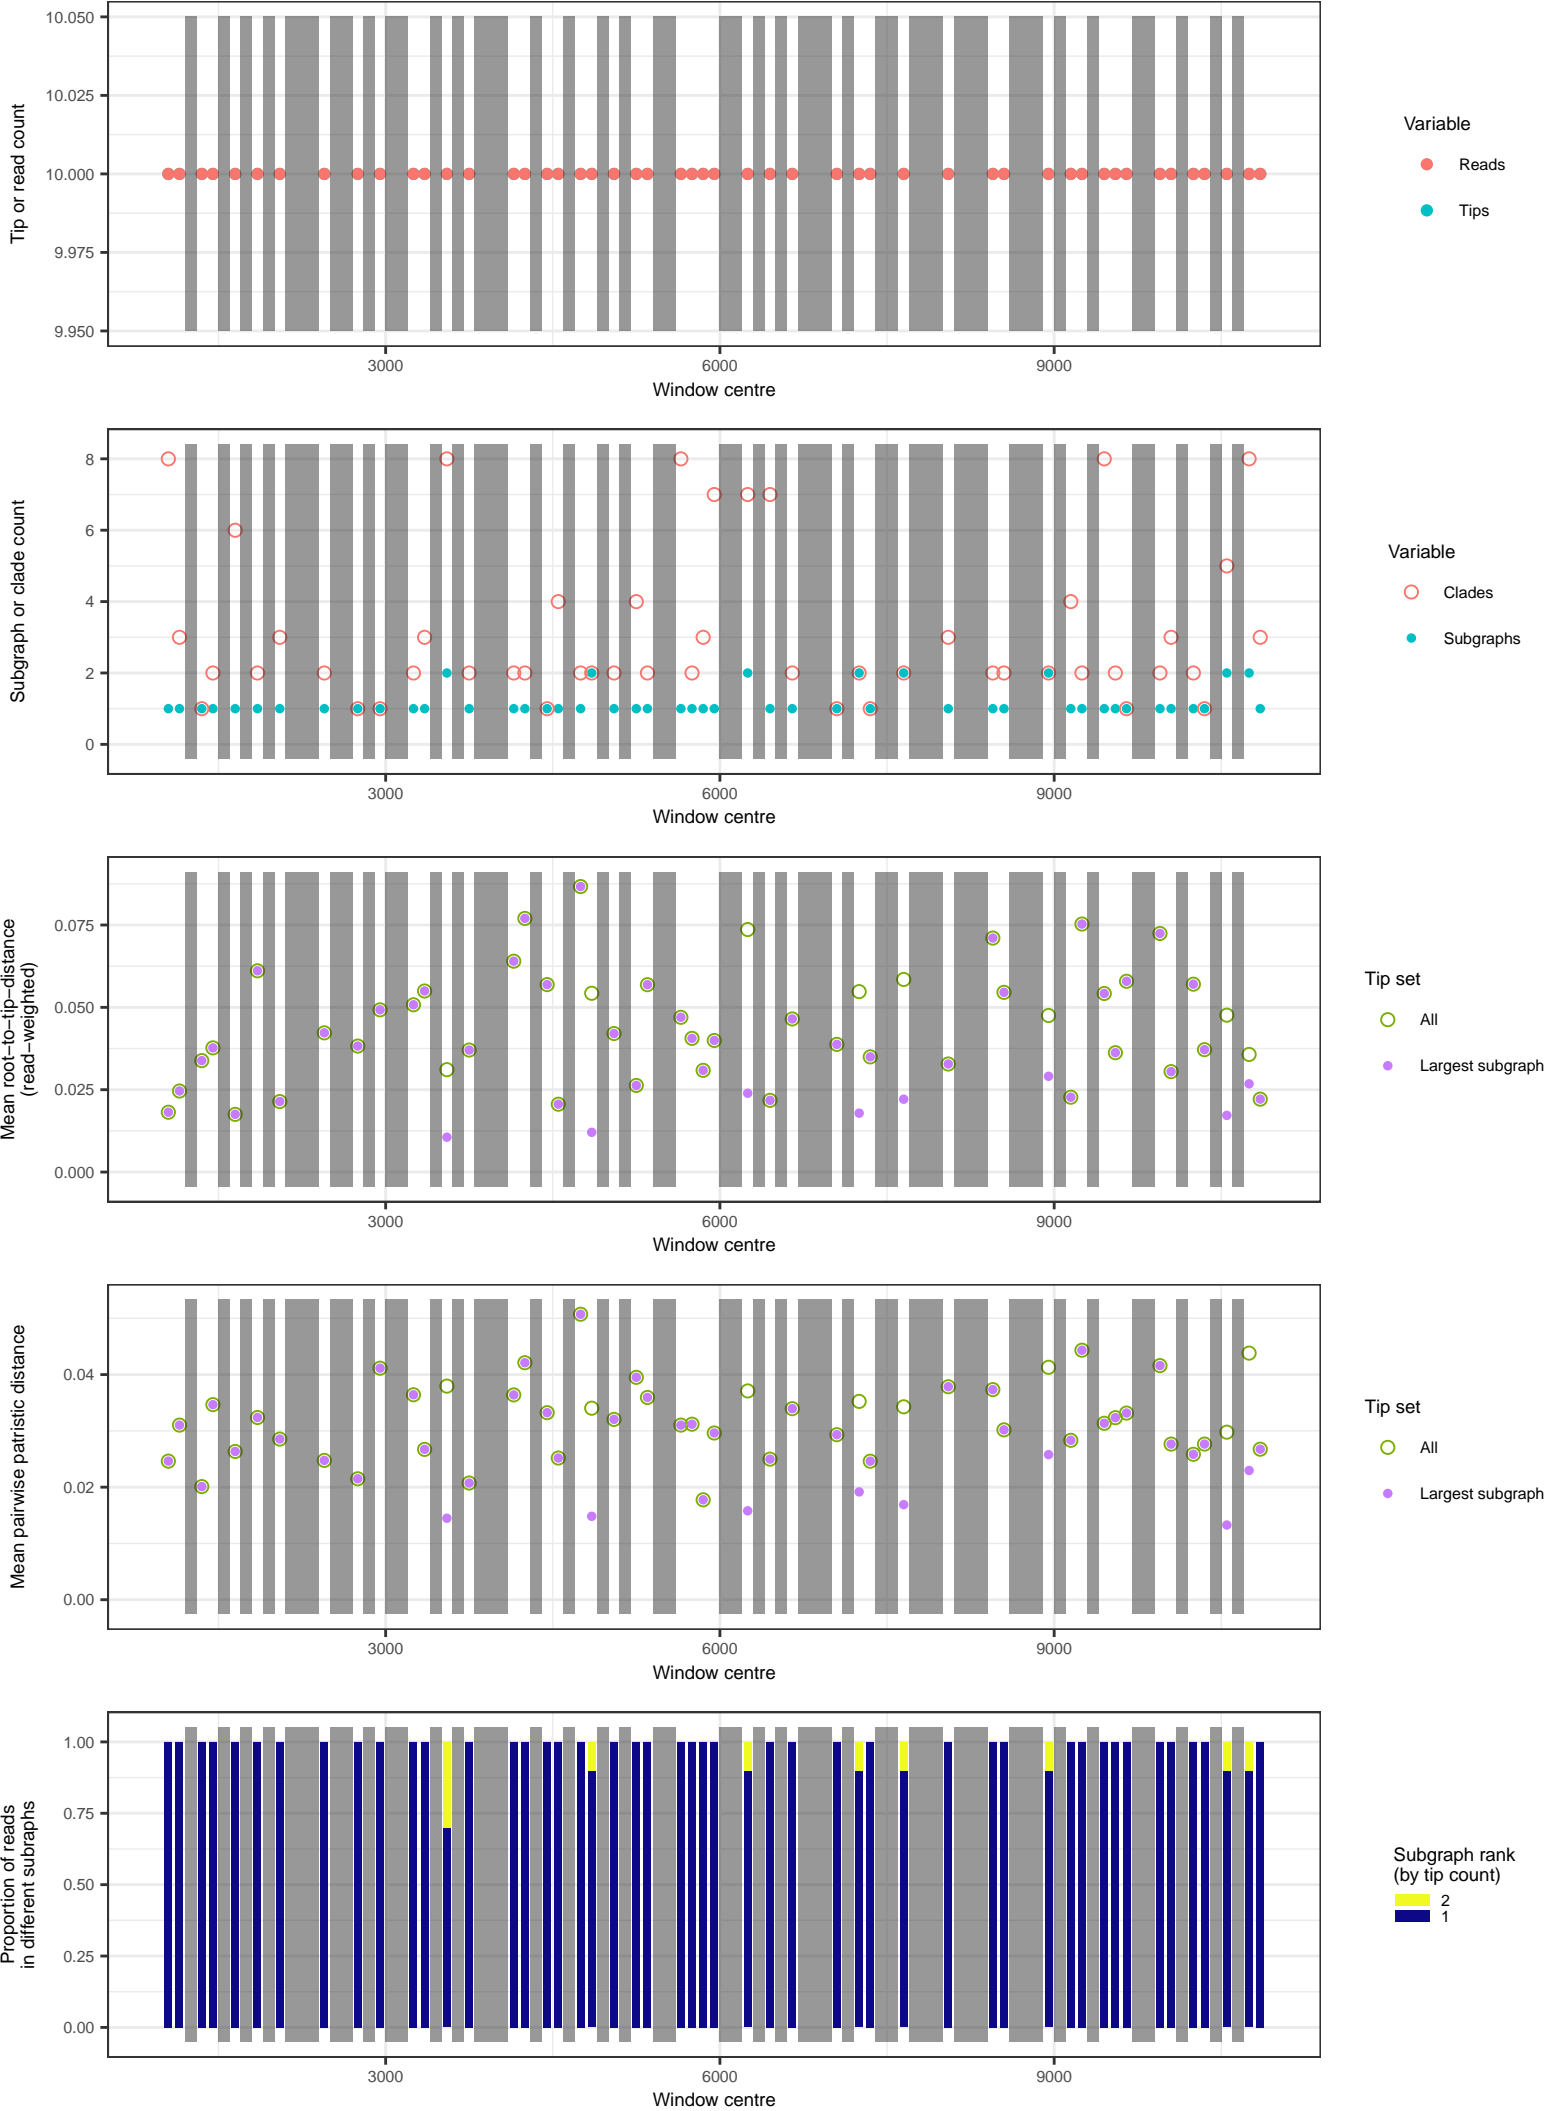 10.050
10.025
10.000
9.975
9.950
Tip or read count
3000
6000
9000
Window centre
Variable
Reads
Tips
8
6
4
2
0
Subgraph or clade count
3000
6000
9000
Window centre
Variable
Clades
Subgraphs
0.075
0.050
0.025
0.000
Mean root−to−tip−distance
(read−weighted)
3000
6000
9000
Window centre
Tip set
All
Largest subgraph
0.04
0.02
0.00
Mean pairwise patristic distance
3000
6000
9000
Window centre
Tip set
All
Largest subgraph
1.00
0.75
0.50
0.25
0.00
Proportion of reads
in different subraphs
3000
6000
9000
Window centre
Subgraph rank
(by tip count)
2
1